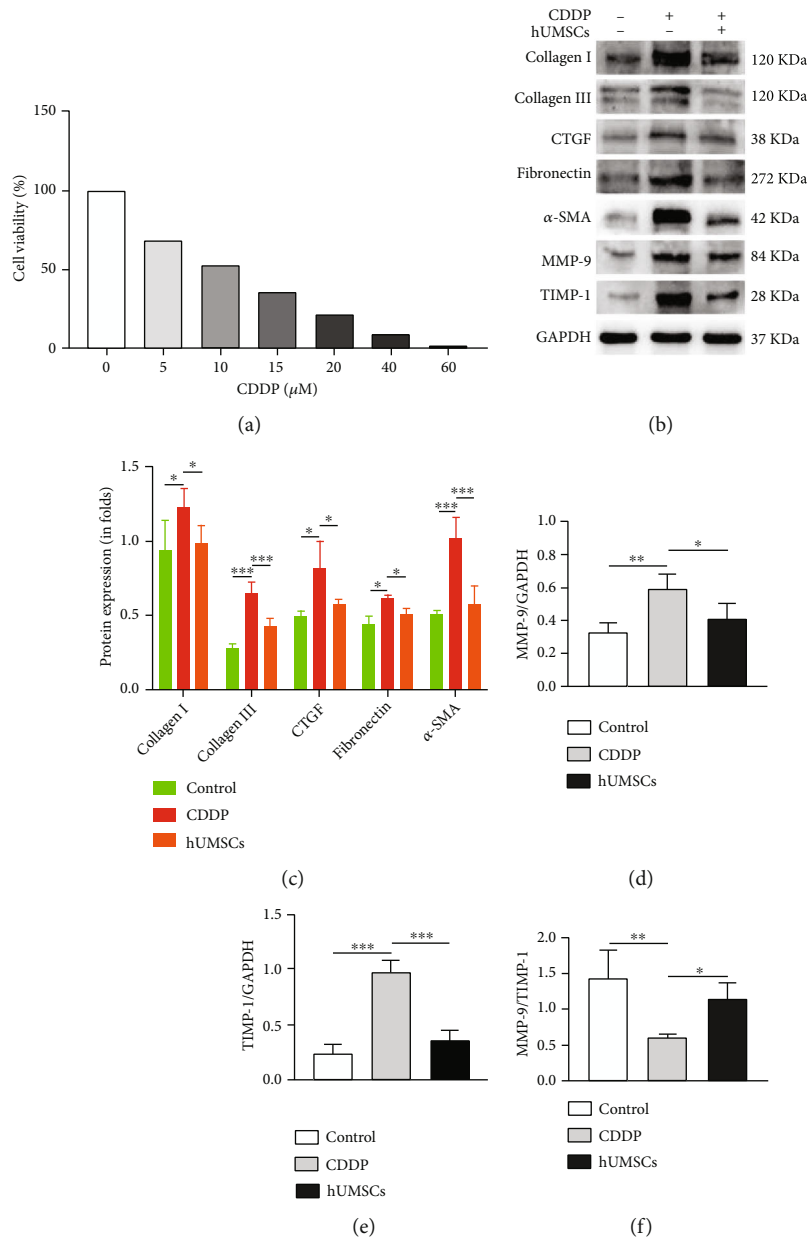 CDDP – + +
hUMSCs – – +
Collagen I 120 KDa
Collagen III 120 KDa
CTGF 38 KDa
Fibronectin 272 KDa
α-SMA 42 KDa
MMP-9 84 KDa
TIMP-1 28 KDa
GAPDH 37 KDa
(b)
Cell viability (%)
150
100
50
0
0 5 10 15 20 40 60
CDDP (μM)
(a)
Protein expression (in folds)
1.5
1.0
0.5
0.0
* *
*** ***
* *
* *
*** ***
Collagen I
Collagen III
CTGF
Fibronectin
α-SMA
Control
CDDP
hUMSCs
(c)
MMP-9/GAPDH
1.0
0.8
0.6
0.4
0.2
0.0
** *
Control
CDDP
hUMSCs
(d)
TIMP-1/GAPDH
1.5
1.0
0.5
0.0
*** ***
Control
CDDP
hUMSCs
(e)
MMP-9/TIMP-1
2.0
1.5
1.0
0.5
0.0
** *
Control
CDDP
hUMSCs
(f)